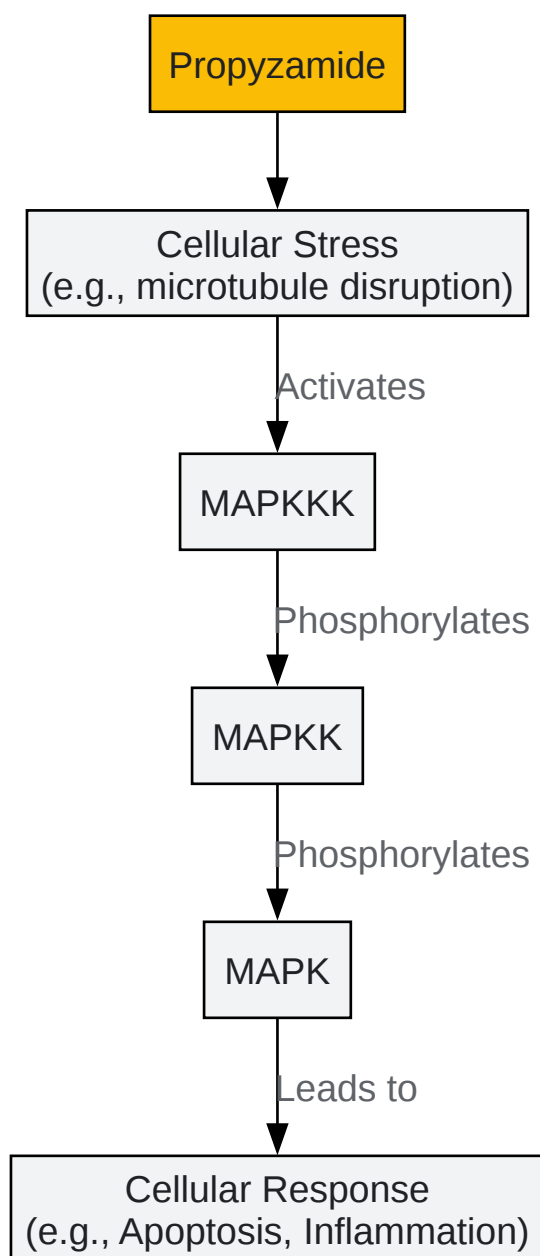 Propyzamide
Cellular Stress
(e.g., microtubule disruption)
Activates
MAPKKK
Phosphorylates
MAPKK
Phosphorylates
MAPK
Leads to
Cellular Response
(e.g., Apoptosis, Inflammation)